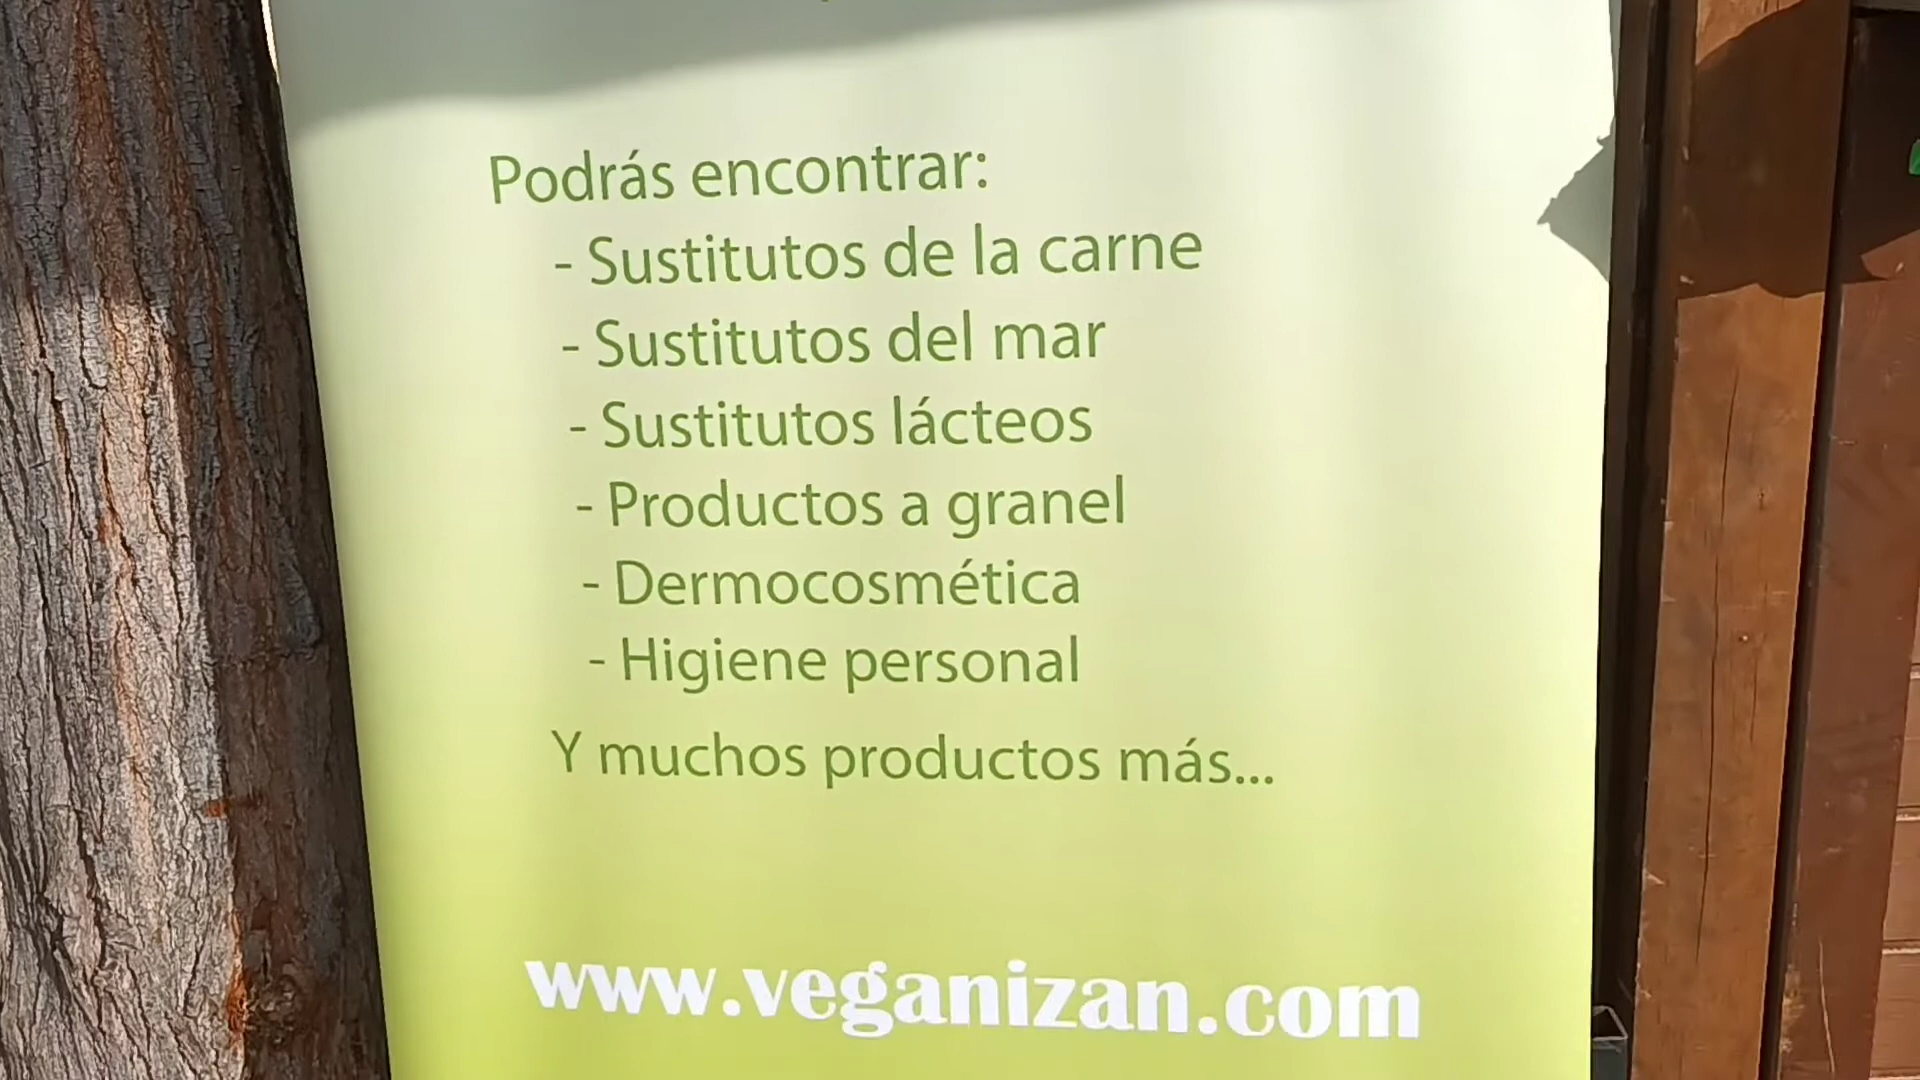 Podrás encontrar:
- Sustitutos de la carne
- Sustitutos del mar
- Sustitutos lácteos
- Productos a granel
- Dermocosmética
- Higiene personal
Y muchos productos más...
www.veganizan.com